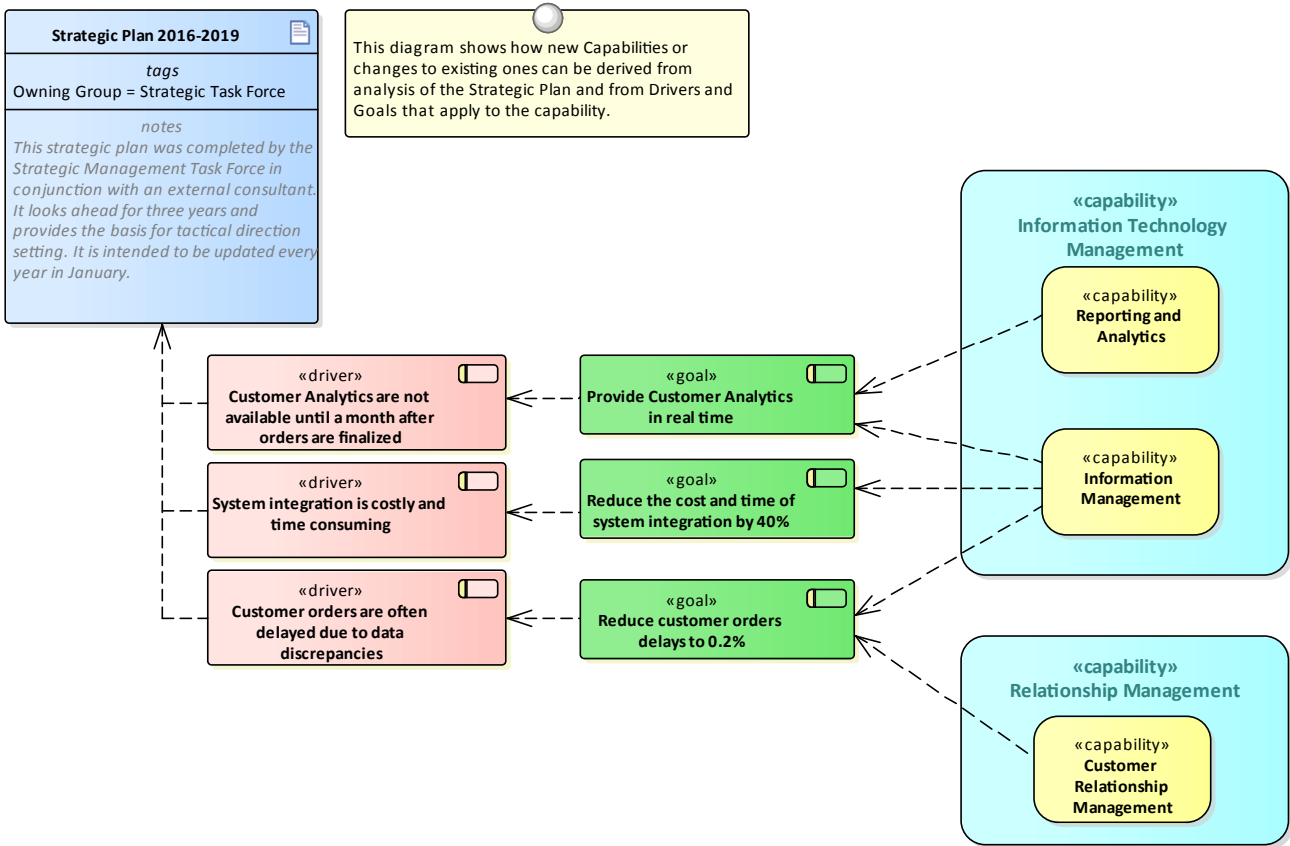 Strategic Plan 2016-2019
tags
Owning Group = Strategic Task Force
notes
This strategic plan was completed by the
Strategic Management Task Force in
conjunction with an external consultant.
It looks ahead for three years and
provides the basis for tactical direction
setting. It is intended to be updated every
year in January.
This diagram shows how new Capabilities or
changes to existing ones can be derived from
analysis of the Strategic Plan and from Drivers and
Goals that apply to the capability.
«driver»
Customer Analytics are not
available until a month after
orders are finalized
«driver»
System integration is costly and
time consuming
«driver»
Customer orders are often
delayed due to data
discrepancies
«goal»
Provide Customer Analytics
in real time
«goal»
Reduce the cost and time of
system integration by 40%
«goal»
Reduce customer orders
delays to 0.2%
«capability»
Information Technology
Management
«capability»
Reporting and
Analytics
«capability»
Information
Management
«capability»
Relationship Management
«capability»
Customer
Relationship
Management